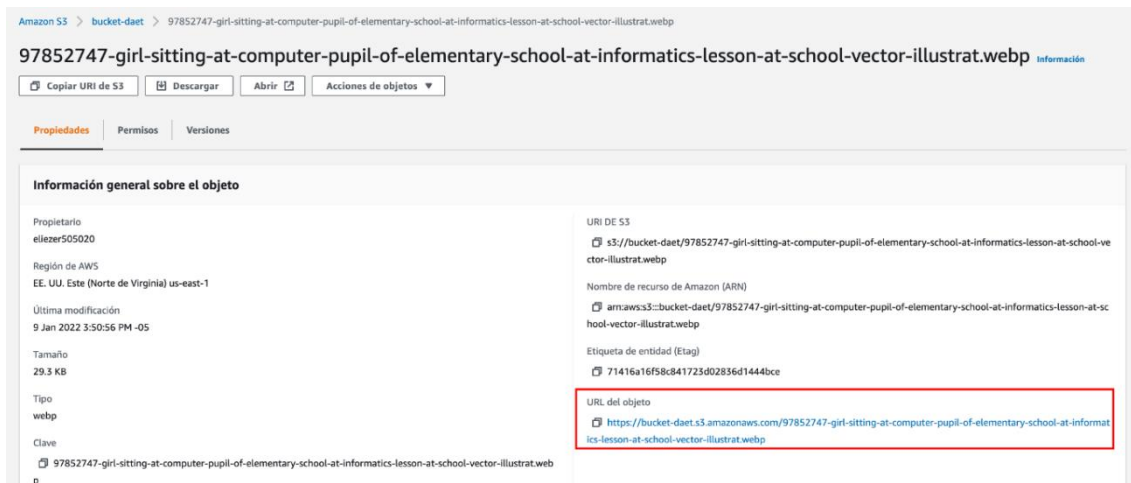 Amazon S3 > bucket-daet > 97852747-girl-sitting-at-computer-pupil-of-elementary-school-at-informatics-lesson-at-school-vector-illustrat.webp
97852747-girl-sitting-at-computer-pupil-of-elementary-school-at-informatics-lesson-at-school-vector-illustrat.webp Información
Copiar URI de S3 Descargar Abrir Acciones de objetos ▼
Propiedades Permisos Versiones
Información general sobre el objeto
Propietario
eliezer505020
Región de AWS
EE. UU. Este (Norte de Virginia) us-east-1
Última modificación
9 Jan 2022 3:50:56 PM -05
Tamaño
29.3 KB
Tipo
webp
Clave
97852747-girl-sitting-at-computer-pupil-of-elementary-school-at-informatics-lesson-at-school-vector-illustrat.web
p
URI DE S3
s3://bucket-daet/97852747-girl-sitting-at-computer-pupil-of-elementary-school-at-informatics-lesson-at-school-ve
ctor-illustrat.webp
Nombre de recurso de Amazon (ARN)
arn:aws:s3:::bucket-daet/97852747-girl-sitting-at-computer-pupil-of-elementary-school-at-informatics-lesson-at-sc
hool-vector-illustrat.webp
Etiqueta de entidad (Etag)
71416a16f58c841723d02836d1444bce
URL del objeto
https://bucket-daet.s3.amazonaws.com/97852747-girl-sitting-at-computer-pupil-of-elementary-school-at-informat
ics-lesson-at-school-vector-illustrat.webp